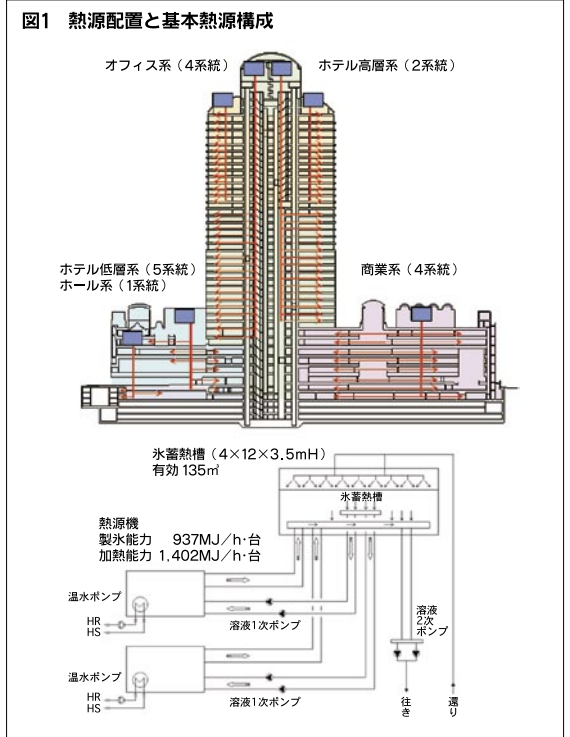 図1 熱源配置と基本熱源構成
オフィス系(4系統)
ホテル高層系(2系統)
ホテル低層系(5系統)
ホール系(1系統)
商業系(4系統)
氷蓄熱槽(4×12×3.5mH)
有効 135㎥
氷蓄熱槽
熱源機
製氷能力 937MJ/h・台
加熱能力 1,402MJ/h・台
温水ポンプ
HR
HS
溶液1次ポンプ
溶液
2次
ポンプ
温水ポンプ
HR
HS
溶液1次ポンプ
往き
還り